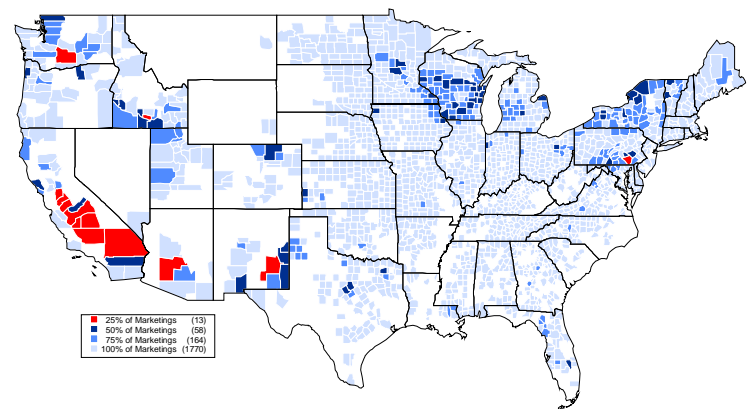 25% of Marketings (13)
50% of Marketings (58)
75% of Marketings (164)
100% of Marketings (1770)